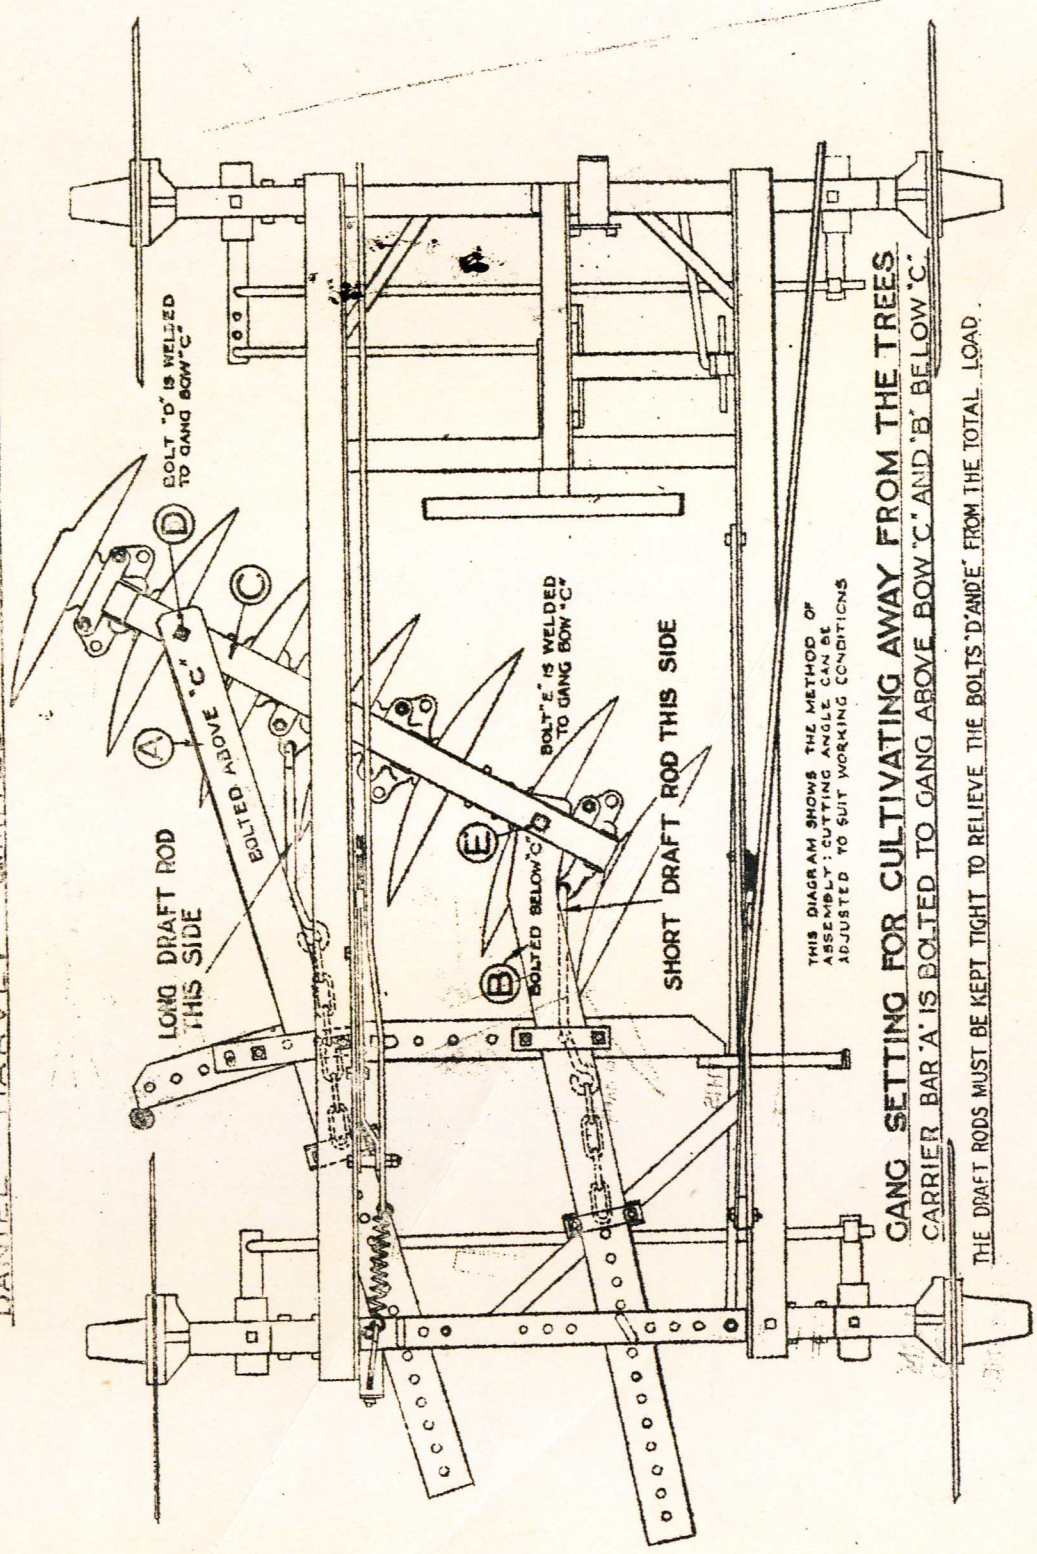 BOLT "D" IS WELDED
TO GANG BOW "C"
D
C
A
BOLTED ABOVE "C"
LONG DRAFT ROD
THIS SIDE
BOLT "E" IS WELDED
TO GANG BOW "C"
E
B
BOLTED BELOW "C"
SHORT DRAFT ROD THIS SIDE
THIS DIAGRAM SHOWS THE METHOD OF
ASSEMBLY : CUTTING ANGLE CAN BE
ADJUSTED TO SUIT WORKING CONDITIONS
GANG SETTING FOR CULTIVATING AWAY FROM THE TREES
CARRIER BAR "A" IS BOLTED TO GANG ABOVE BOW "C" AND "B" BELOW "C".
THE DRAFT RODS MUST BE KEPT TIGHT TO RELIEVE THE BOLTS "D" AND "E" FROM THE TOTAL LOAD.